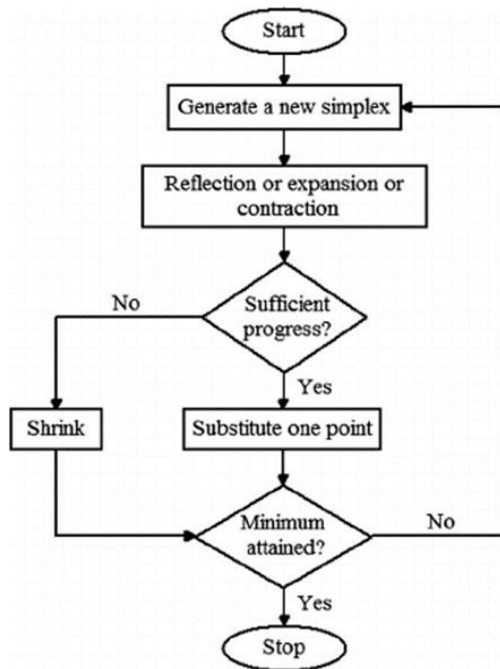 Start
Generate a new simplex
Reflection or expansion or
contraction
No
Sufficient
progress?
Yes
Shrink
Substitute one point
Minimum
attained?
No
Yes
Stop